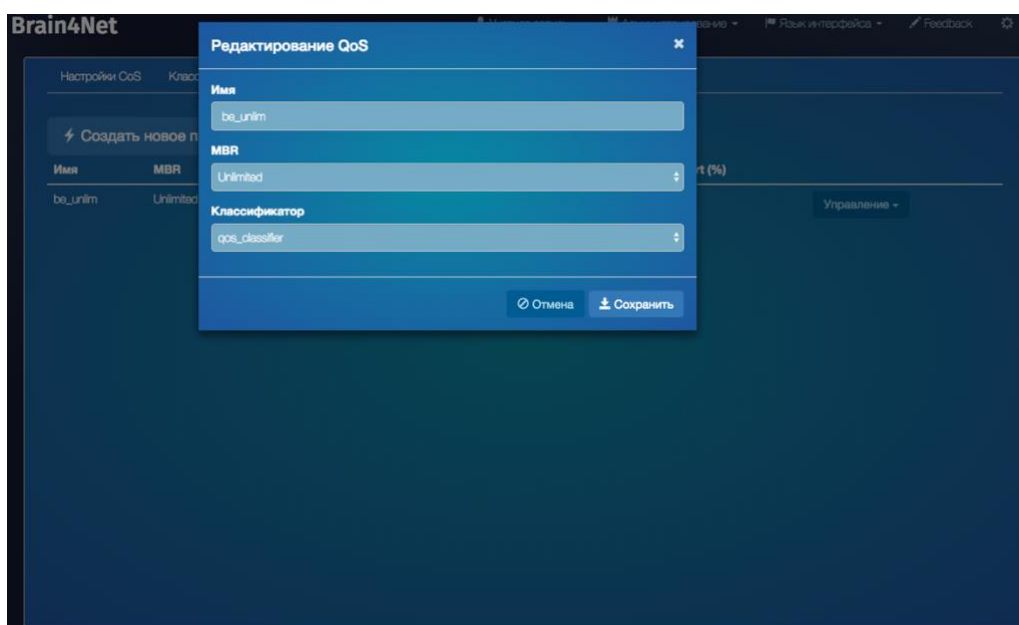 Brain4Net
Язык интерфейса
Feedback
Редактирование QoS
Настройки CoS
Имя
be_unlim
Создать новое
MBR
Unlimited
Имя MBR
(%)
be_unlim Unlimited
Управление
Классификатор
qos_classifier
Отмена Сохранить